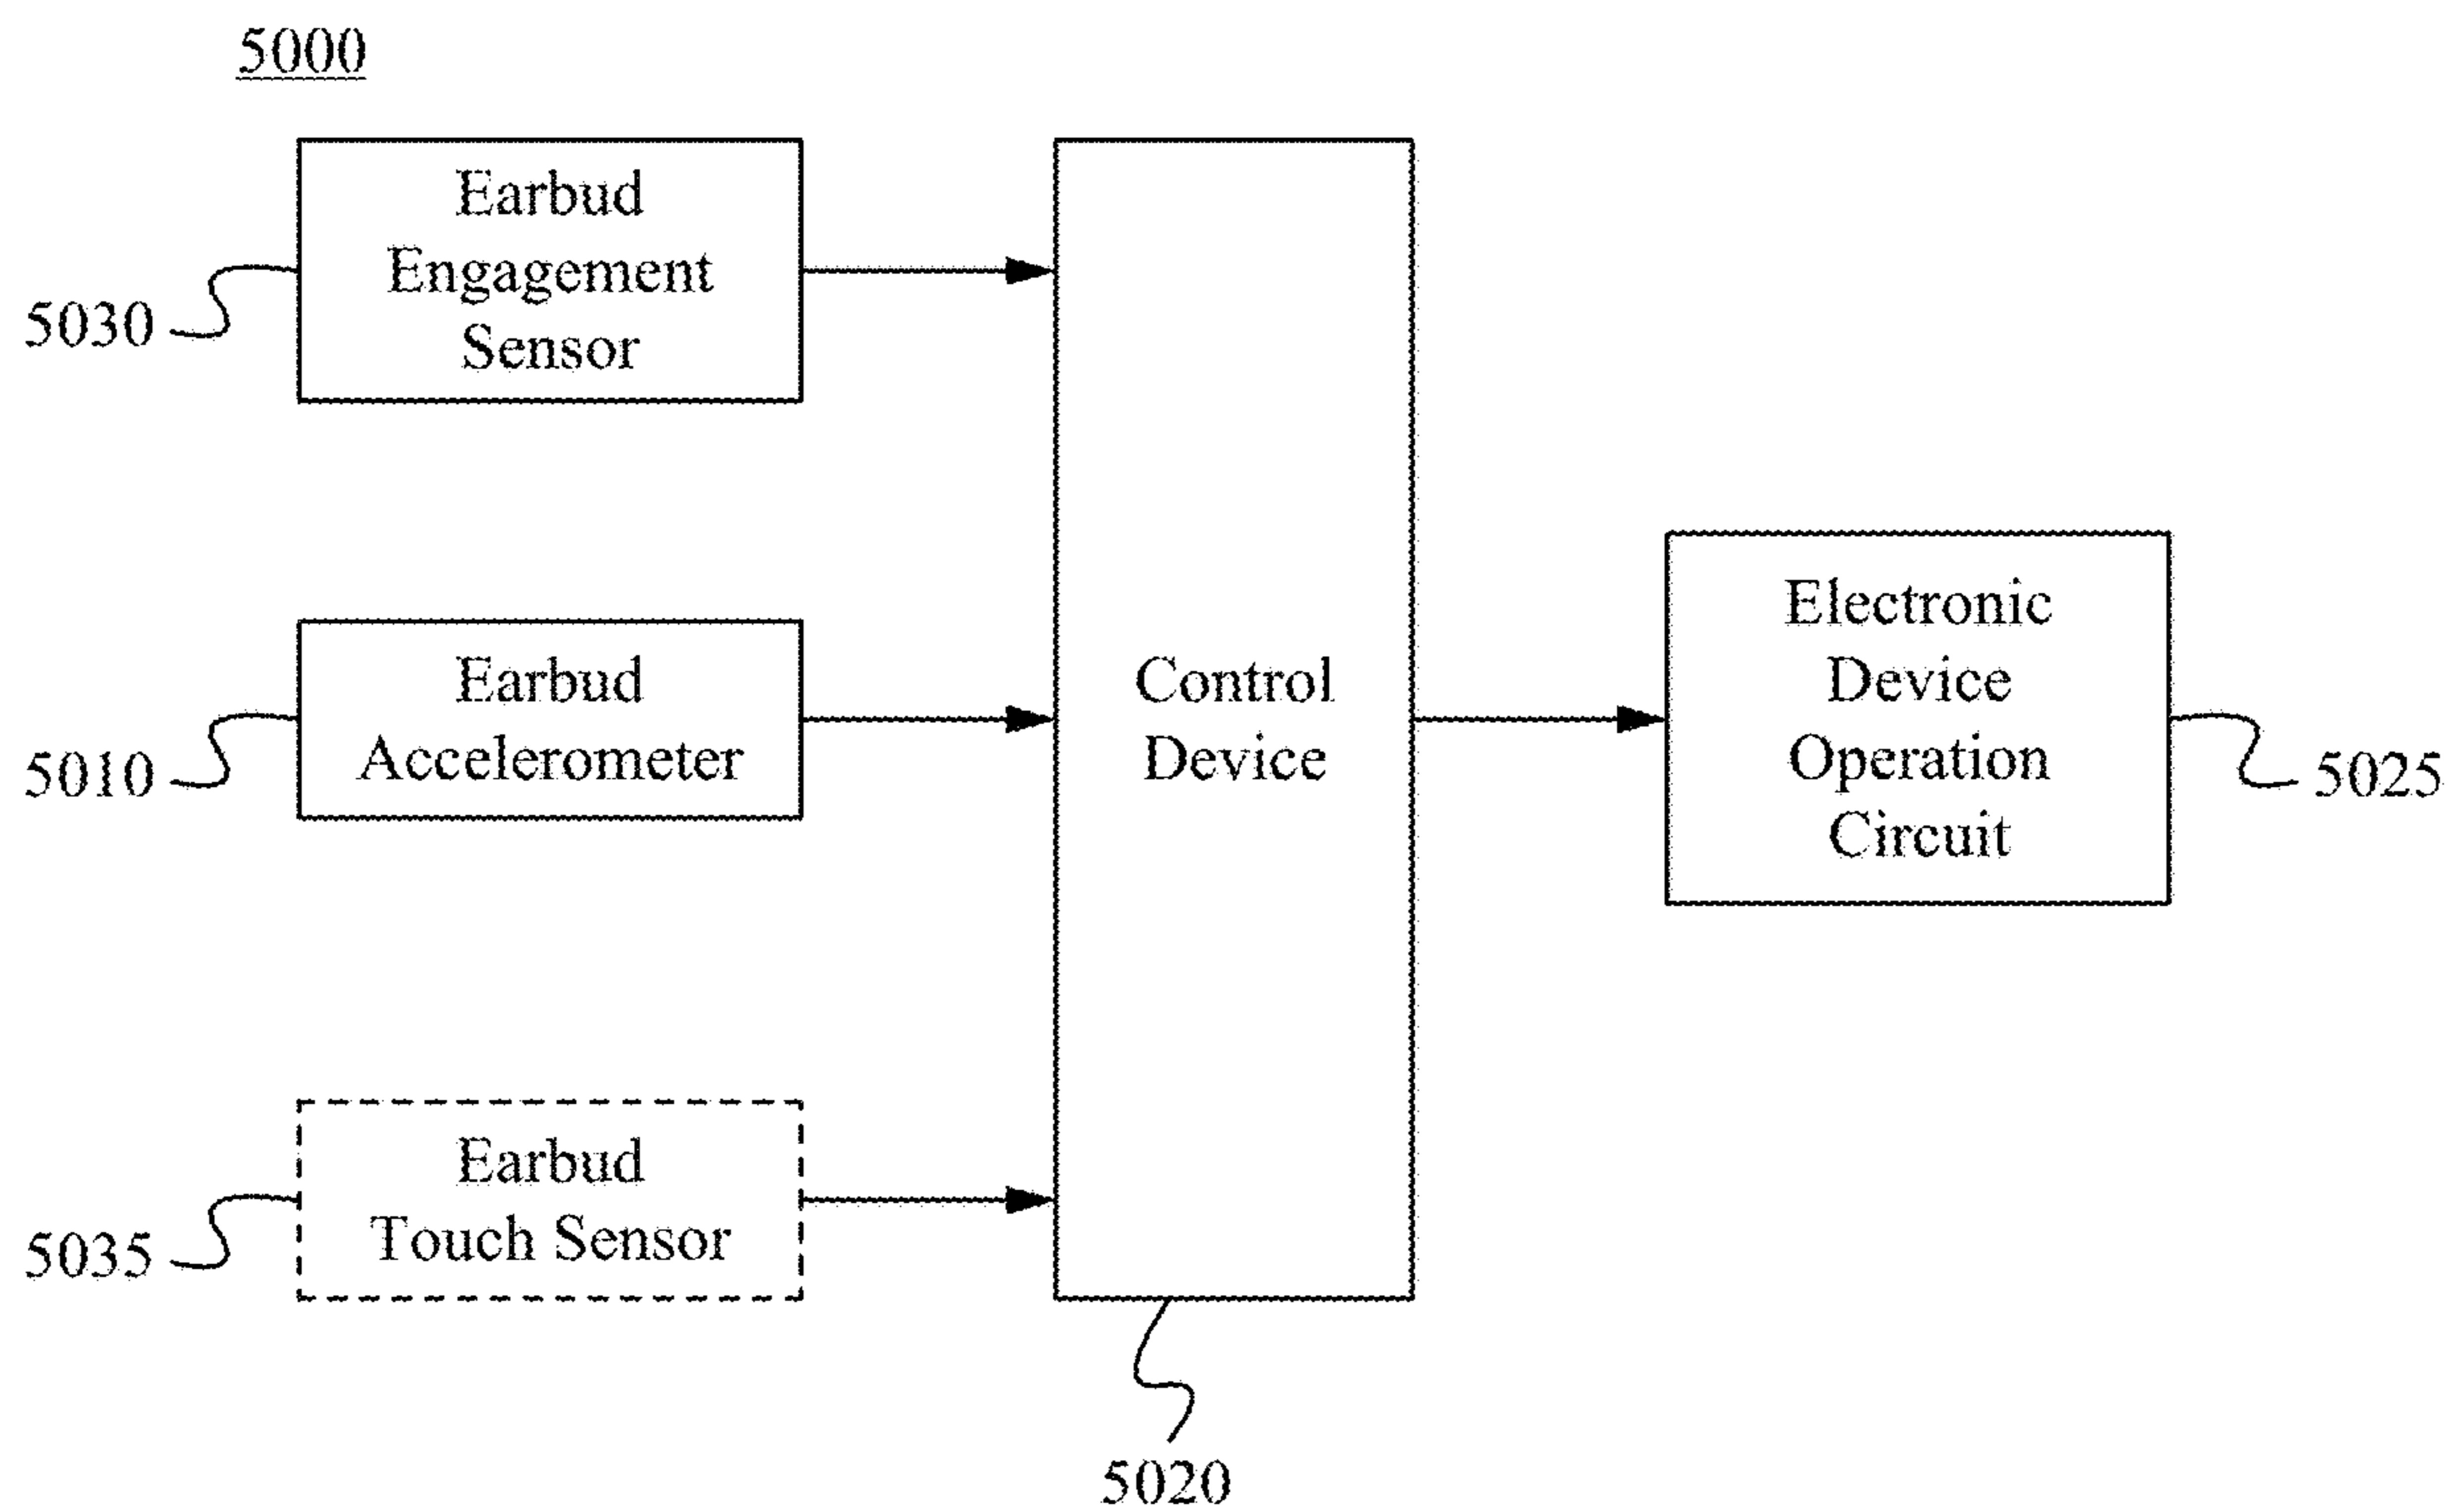 5000
Earbud
Engagement
Sensor
5030
Earbud
Accelerometer
5010
Earbud
Touch Sensor
5035
Control
Device
5020
Electronic
Device
Operation
Circuit
5025